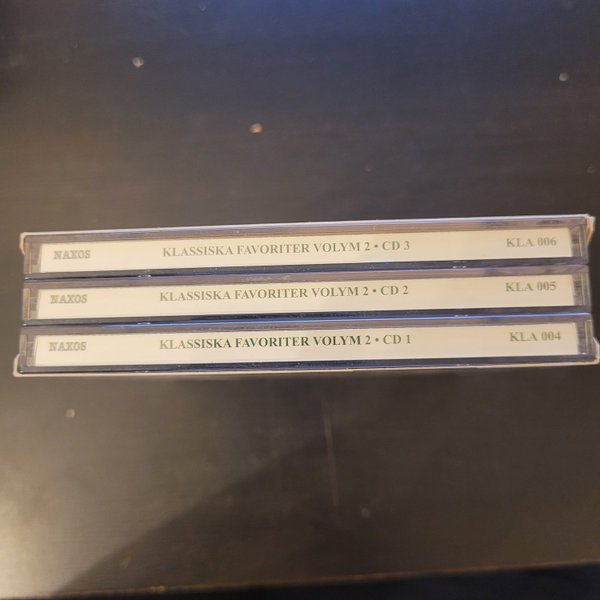 NAXOS KLASSISKA FAVORITER VOLYM 2 • CD 3 KLA 006
NAXOS KLASSISKA FAVORITER VOLYM 2 • CD 2 KLA 005
NAXOS KLASSISKA FAVORITER VOLYM 2 • CD 1 KLA 004